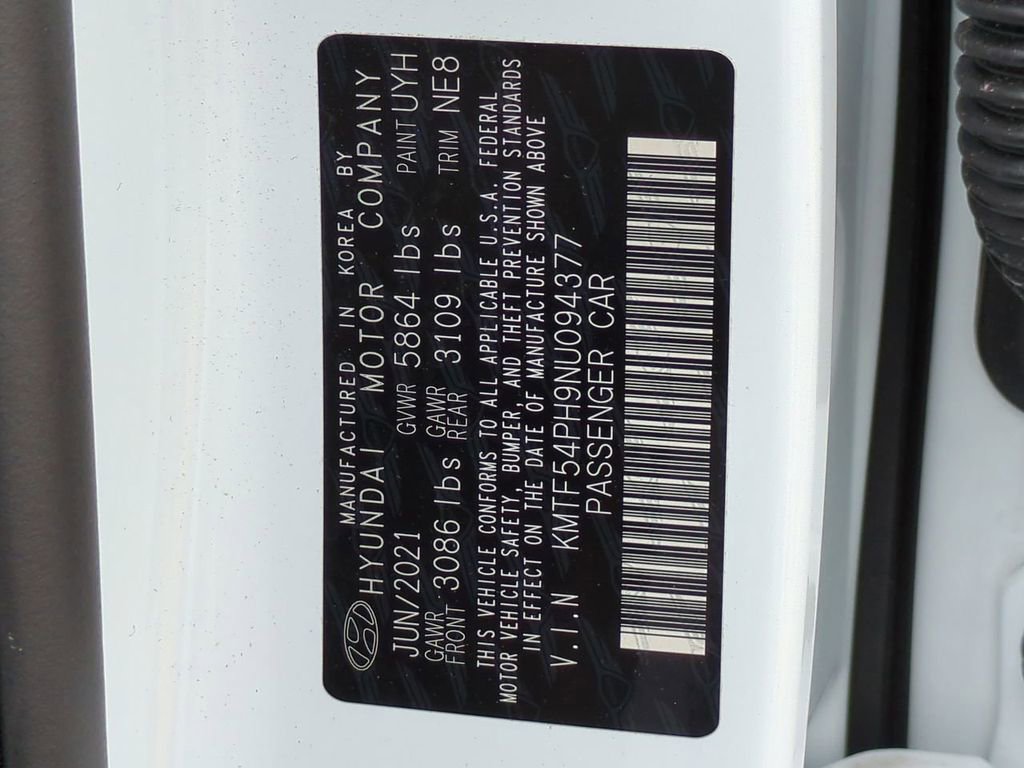 MANUFACTURED IN KOREA BY
HYUNDAI MOTOR COMPANY
JUN/2021 GVWR 5864 lbs PAINT UYH
GAWR FRONT 3086 lbs GAWR REAR 3109 lbs TRIM NE8
THIS VEHICLE CONFORMS TO ALL APPLICABLE U.S.A. FEDERAL
MOTOR VEHICLE SAFETY, BUMPER, AND THEFT PREVENTION STANDARDS
IN EFFECT ON THE DATE OF MANUFACTURE SHOWN ABOVE
V.I.N KMTF54PH9NU094377
PASSENGER CAR